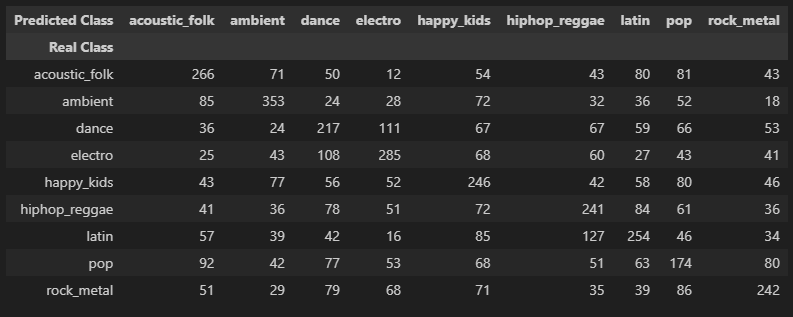 Predicted Class acoustic_folk ambient dance electro happy_kids hiphop_reggae latin pop rock_metal
Real Class
acoustic_folk 266 71 50 12 54 43 80 81 43
ambient 85 353 24 28 72 32 36 52 18
dance 36 24 217 111 67 67 59 66 53
electro 25 43 108 285 68 60 27 43 41
happy_kids 43 77 56 52 246 42 58 80 46
hiphop_reggae 41 36 78 51 72 241 84 61 36
latin 57 39 42 16 85 127 254 46 34
pop 92 42 77 53 68 51 63 174 80
rock_metal 51 29 79 68 71 35 39 86 242